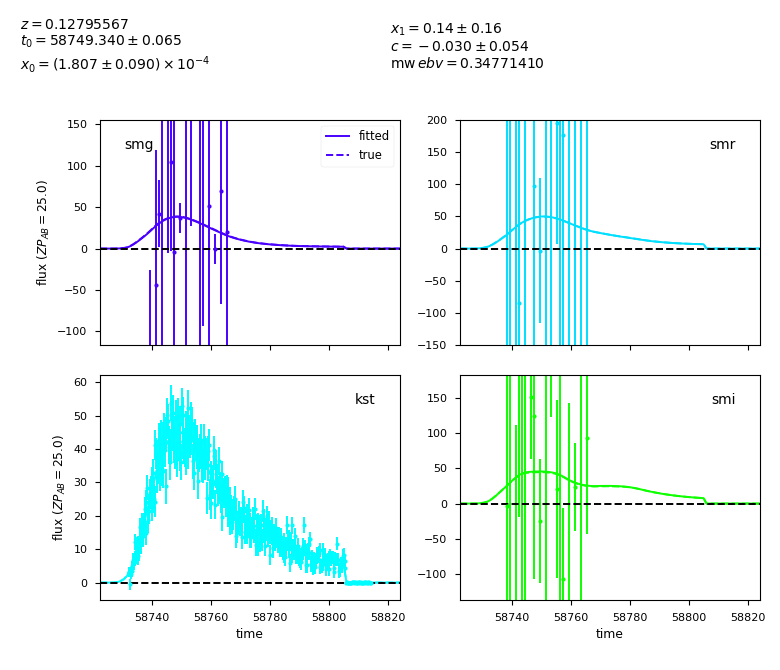 z = 0.12795567
t₀ = 58749.340 ± 0.065
x₀ = (1.807 ± 0.090) × 10⁻⁴
x₁ = 0.14 ± 0.16
c = −0.030 ± 0.054
mw ebv = 0.34771410
smg
fitted
true
150
100
50
0
−50
−100
flux (ZP_AB = 25.0)
smr
200
150
100
50
0
−50
−100
−150
kst
60
50
40
30
20
10
0
flux (ZP_AB = 25.0)
58740 58760 58780 58800 58820
time
smi
150
100
50
0
−50
−100
58740 58760 58780 58800 58820
time